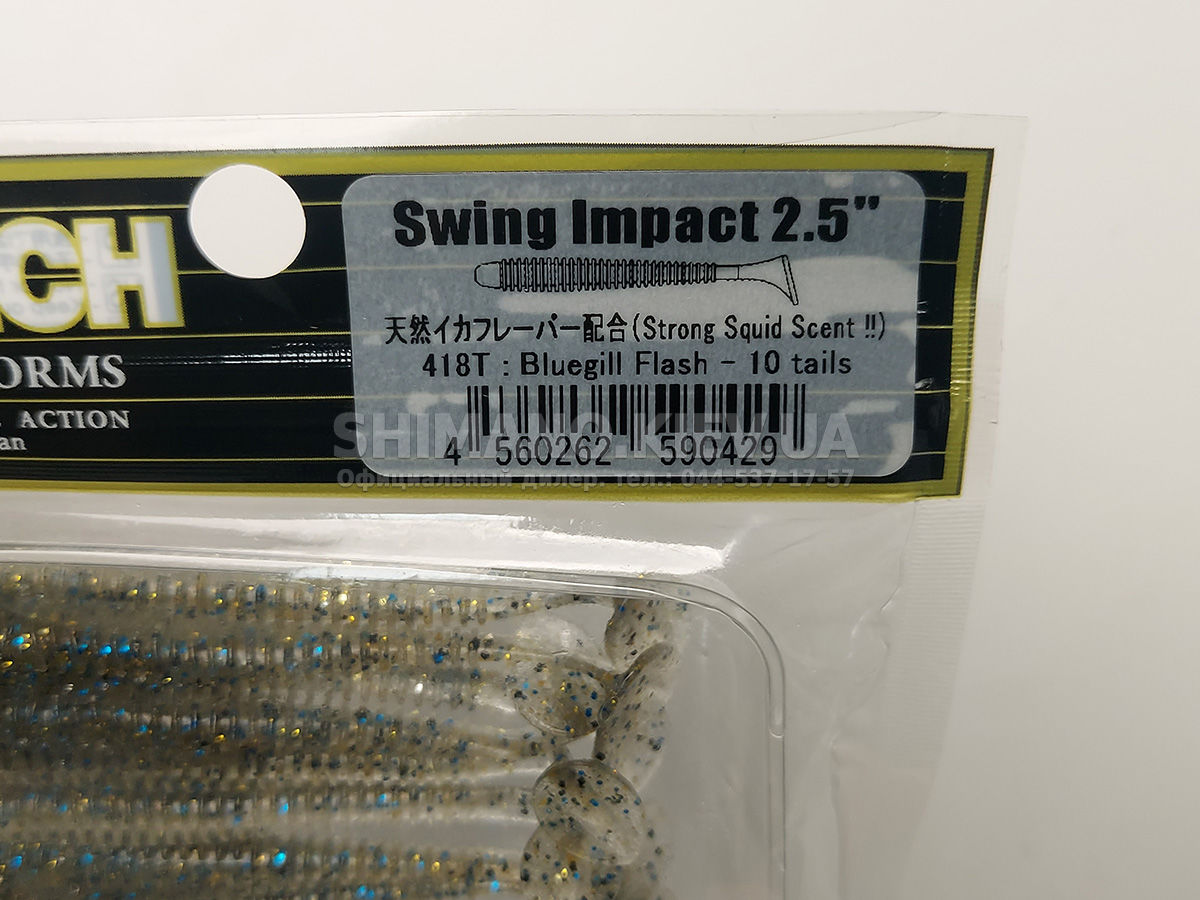 Swing Impact 2.5"
天然イカフレーバー配合(Strong Squid Scent !!)
418T : Bluegill Flash - 10 tails
4 560262 590429
CH
ORMS
ACTION
an
SHIMANO.KIEV.UA
Официальный дилер. тел.: 044-537-17-57